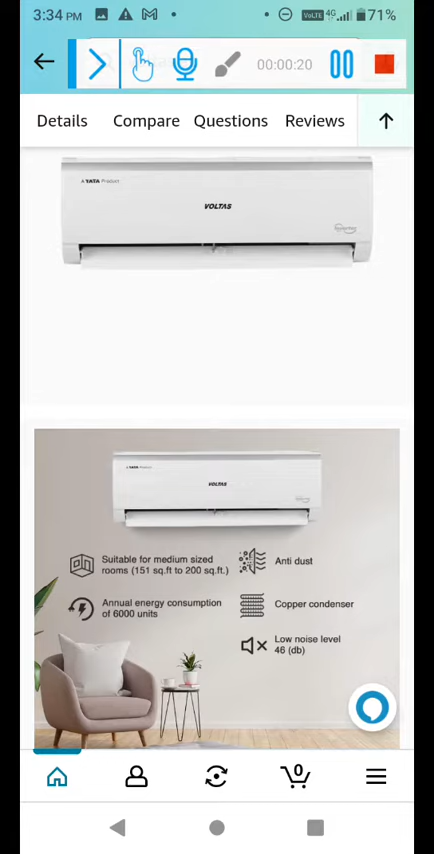 3:34 PM
VoLTE 4G 71%
00:00:20
Details Compare Questions Reviews
A TATA Product
VOLTAS
VOLTAS
Suitable for medium sized
rooms (151 sq.ft to 200 sq.ft.)
Anti dust
Annual energy consumption
of 6000 units
Copper condenser
Low noise level
46 (db)
0